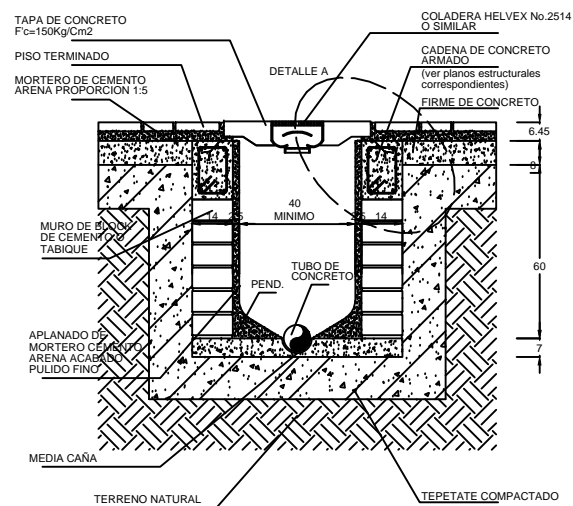 TAPA DE CONCRETO
F'c=150Kg/Cm2
PISO TERMINADO
MORTERO DE CEMENTO
ARENA PROPORCION 1:5
DETALLE A
COLADERA HELVEX No.2514
O SIMILAR
CADENA DE CONCRETO
ARMADO
(ver planos estructurales
correspondientes)
FIRME DE CONCRETO
6.45
8
14
2.5
40
MINIMO
2.5
14
MURO DE BLOCK
DE CEMENTO O
TABIQUE
TUBO DE
CONCRETO
PEND.
60
7
APLANADO DE
MORTERO CEMENTO
ARENA ACABADO
PULIDO FINO
MEDIA CAÑA
TERRENO NATURAL
TEPETATE COMPACTADO